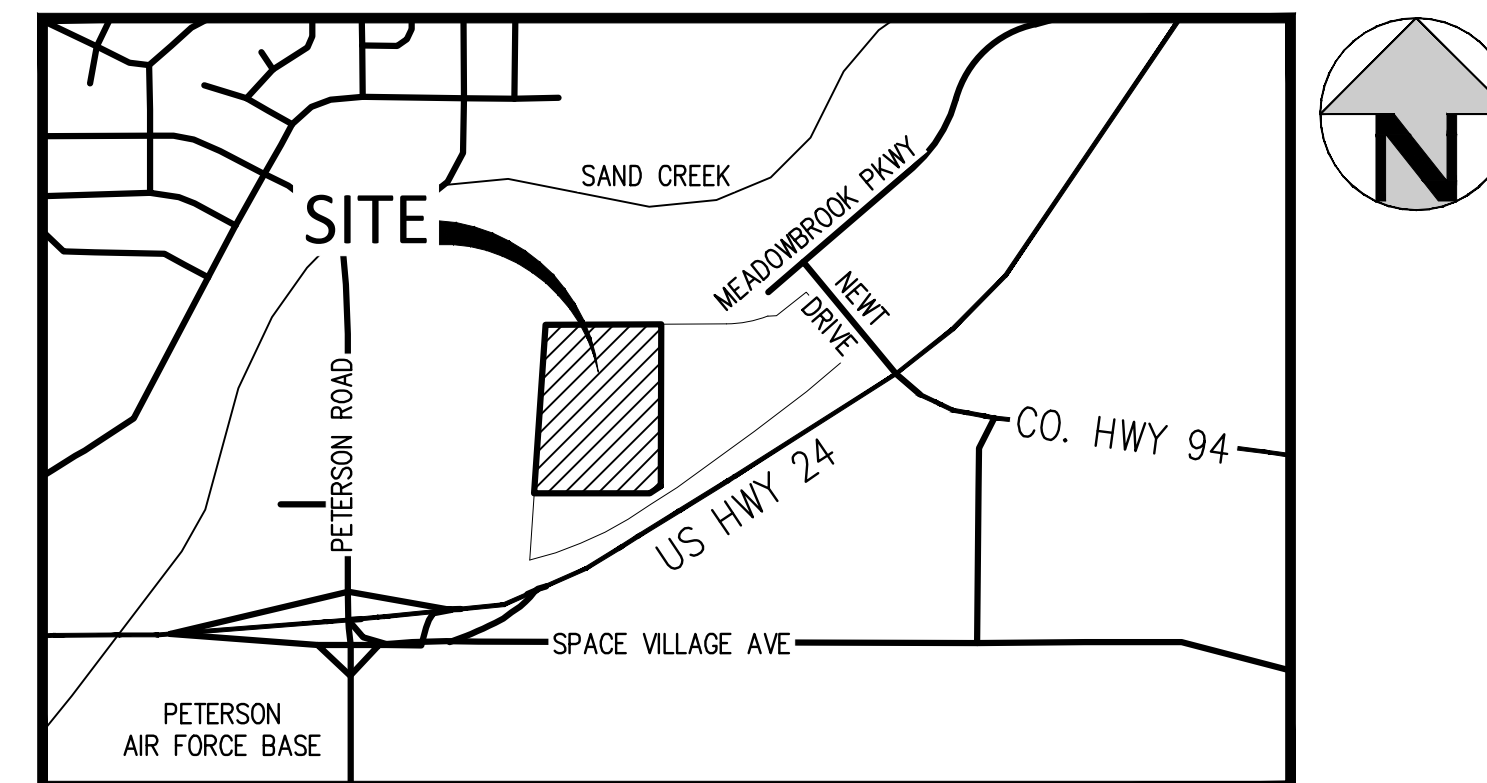 SAND CREEK
SITE
MEADOWBROOK PKWY
NEWT
DRIVE
PETERSON ROAD
CO. HWY 94
US HWY 24
SPACE VILLAGE AVE
PETERSON
AIR FORCE BASE
N